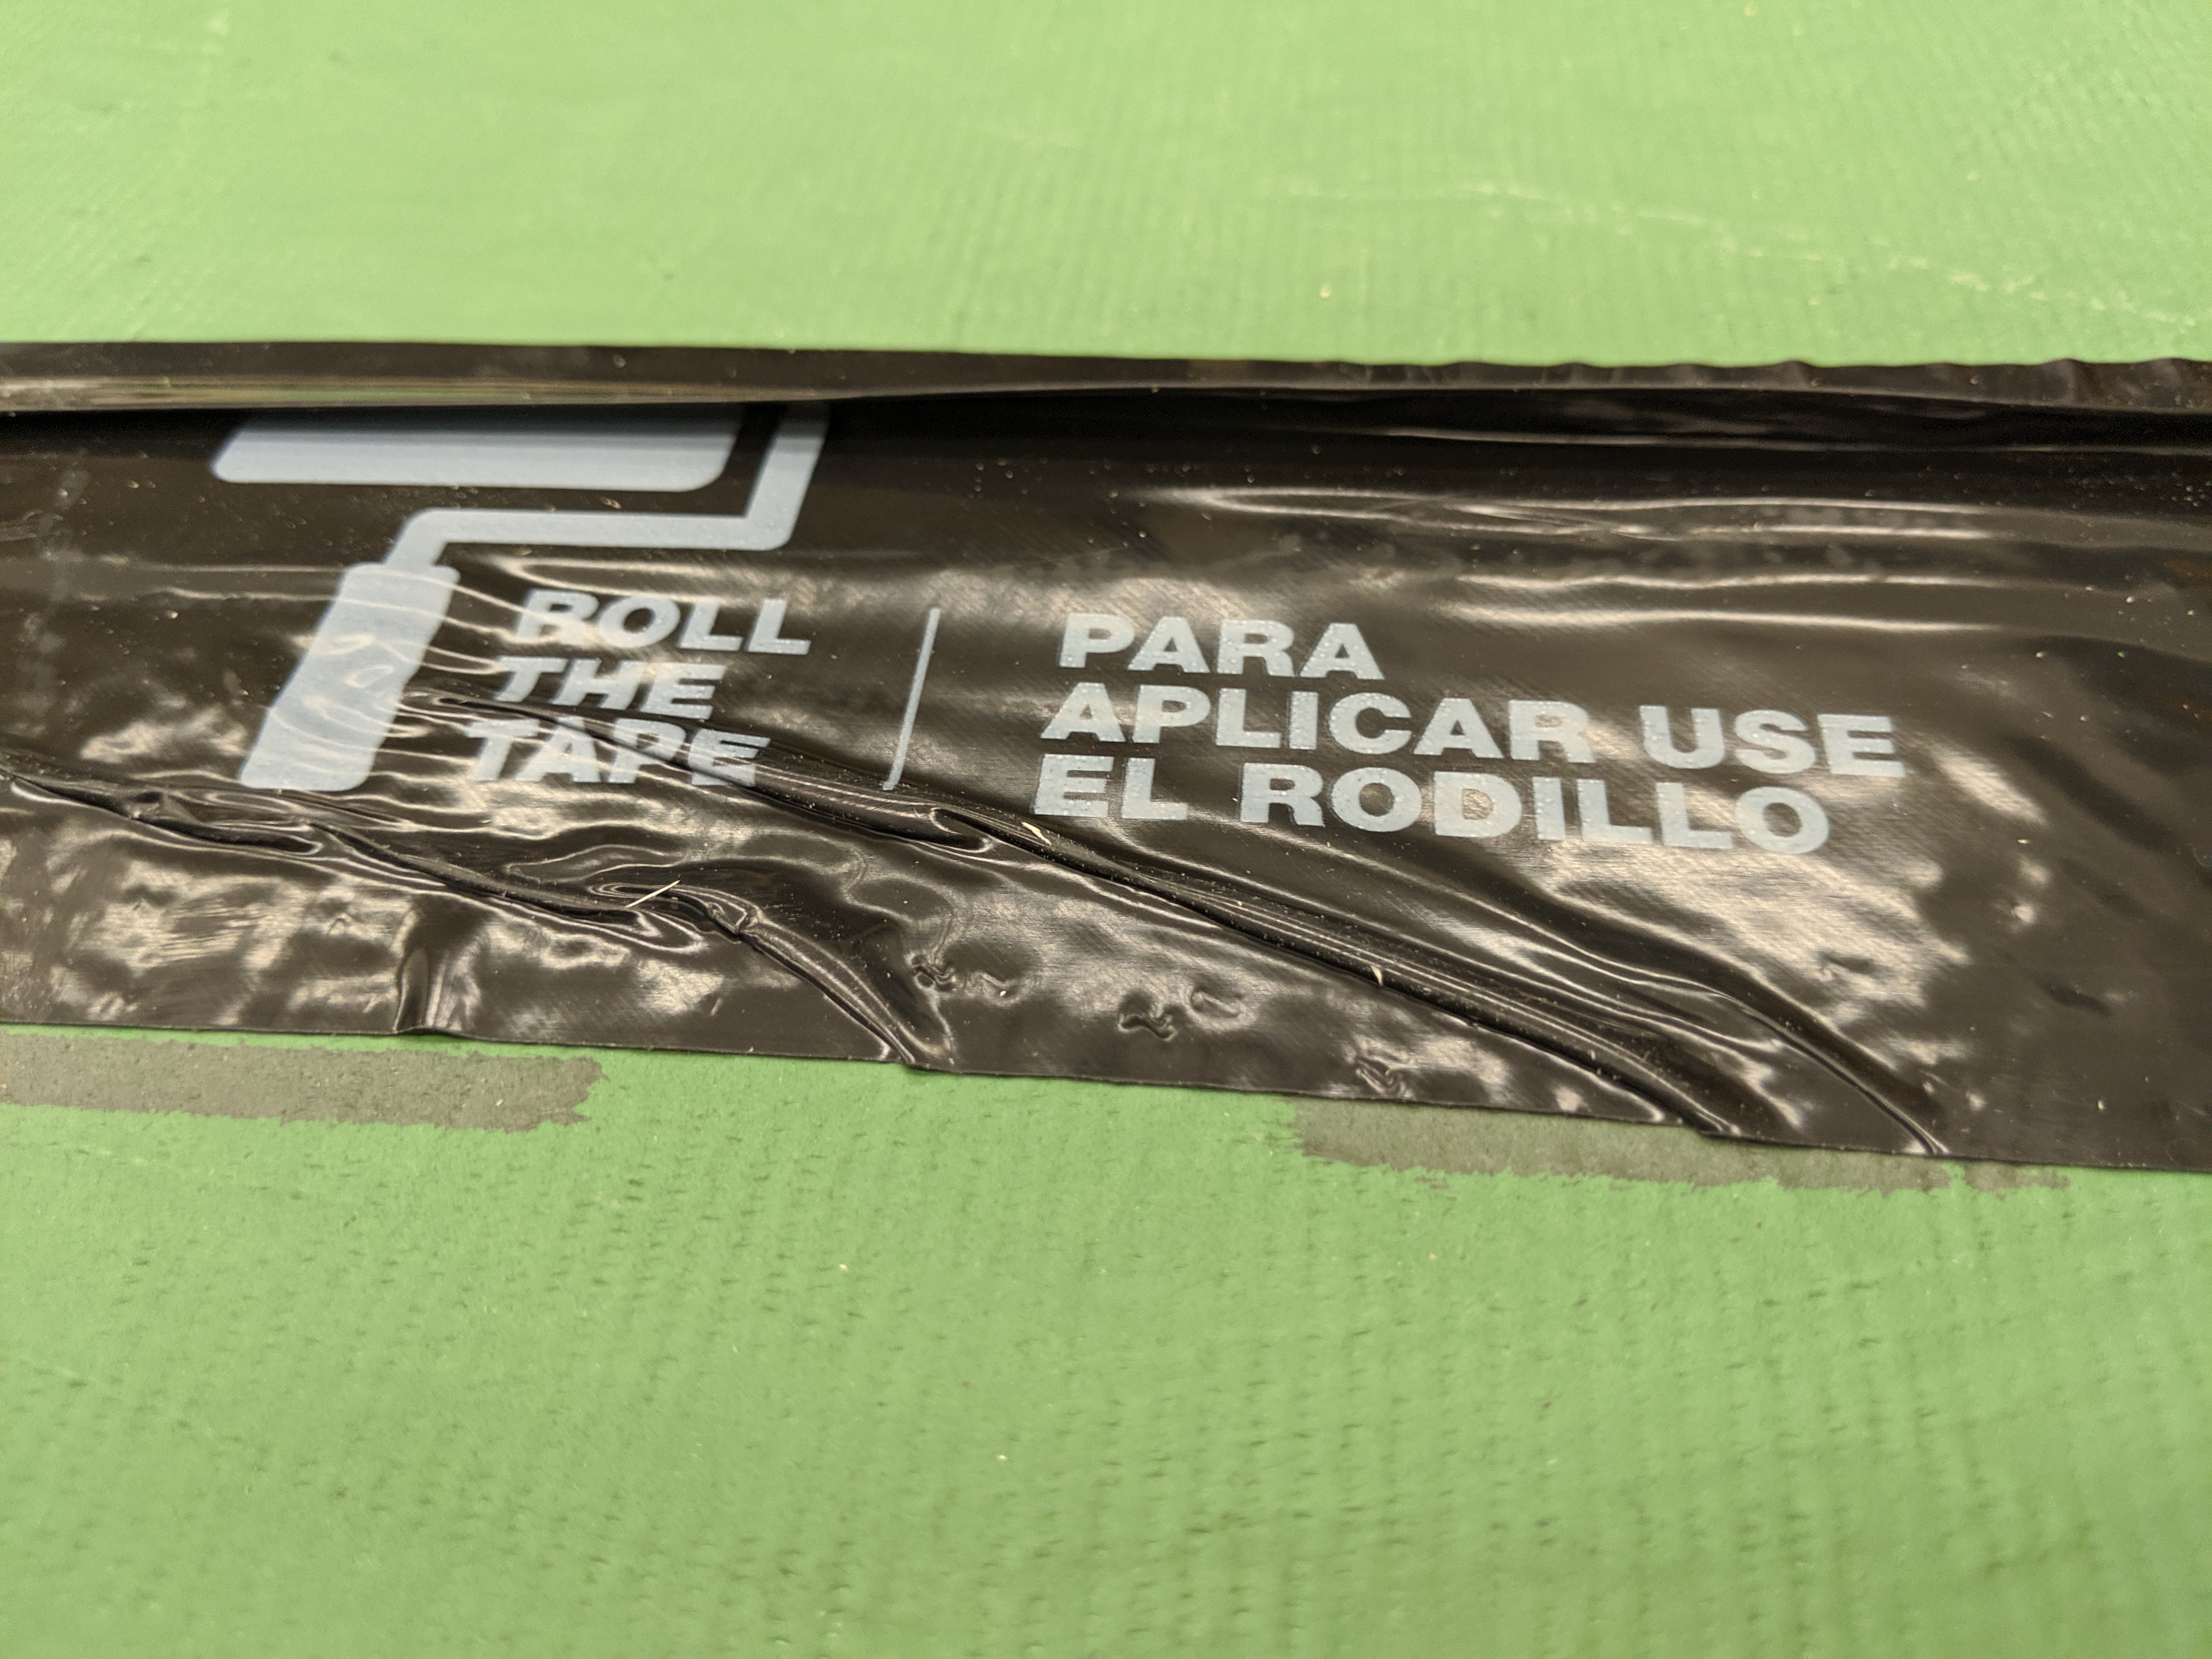 ROLL
THE
TAPE
PARA
APLICAR USE
EL RODILLO